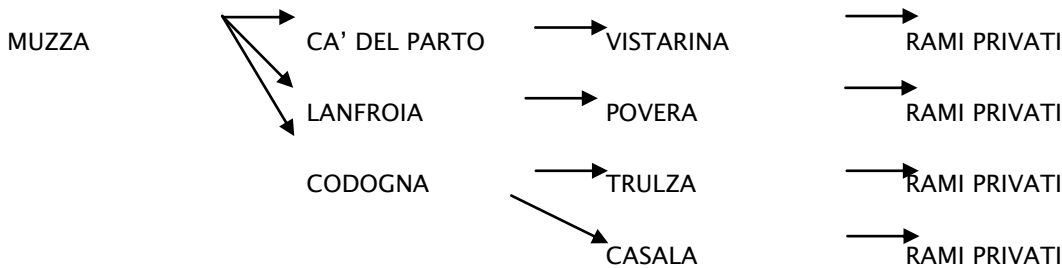 MUZZA CA’ DEL PARTO VISTARINA RAMI PRIVATI
LANFROIA POVERA RAMI PRIVATI
CODOGNA TRULZA RAMI PRIVATI
CASALA RAMI PRIVATI